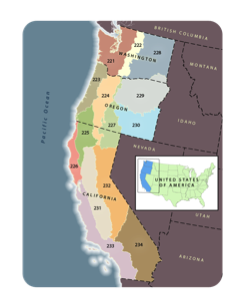 BRITISH COLUMBIA
222
WASHINGTON
228
221
MONTANA
223
224
229
OREGON
Pacific Ocean
227
230
IDAHO
225
NEVADA
226
UNITED STATES
OF AMERICA
232
CALIFORNIA
231
UTAH
233
234
ARIZONA